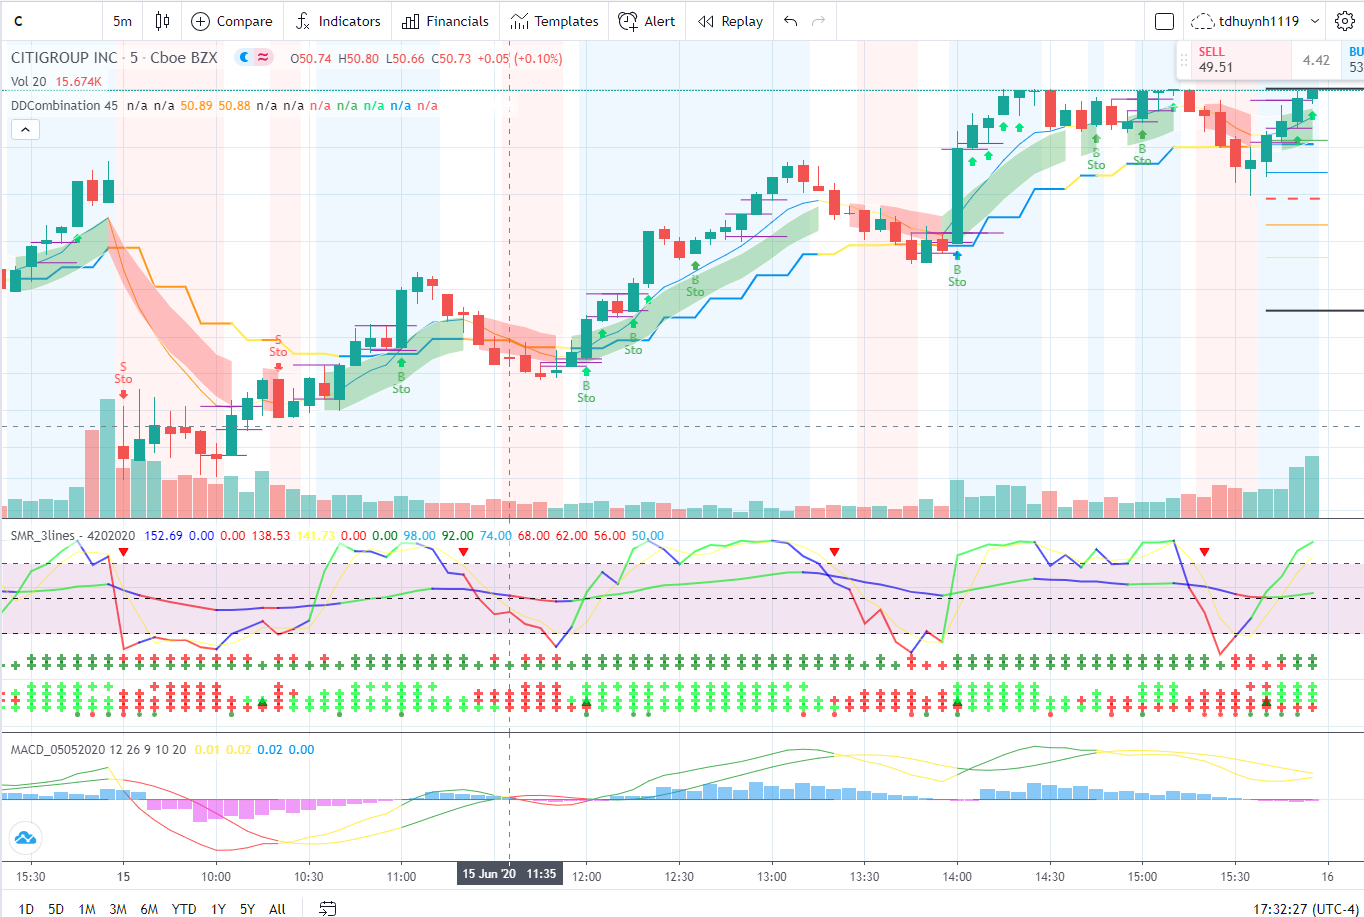 C 5m Compare Indicators Financials Templates Alert Replay tdhuynh1119
CITIGROUP INC · 5 · Cboe BZX O50.74 H50.80 L50.66 C50.73 +0.05 (+0.10%)
SELL
49.51
4.42
BU
53
Vol 20 15.674K
DDCombination 45 n/a n/a 50.89 50.88 n/a n/a n/a n/a n/a n/a n/a
S
Sto
S
Sto
B
Sto
B
Sto
B
Sto
B
Sto
B
Sto
B
Sto
B
Sto
SMR_3lines - 4202020 152.69 0.00 0.00 138.53 141.73 0.00 0.00 98.00 92.00 74.00 68.00 62.00 56.00 50.00
MACD_05052020 12 26 9 10 20 0.01 0.02 0.02 0.00
15:30 15 10:00 10:30 11:00 15 Jun '20 11:35 12:00 12:30 13:00 13:30 14:00 14:30 15:00 15:30 16
1D 5D 1M 3M 6M YTD 1Y 5Y All 17:32:27 (UTC-4)